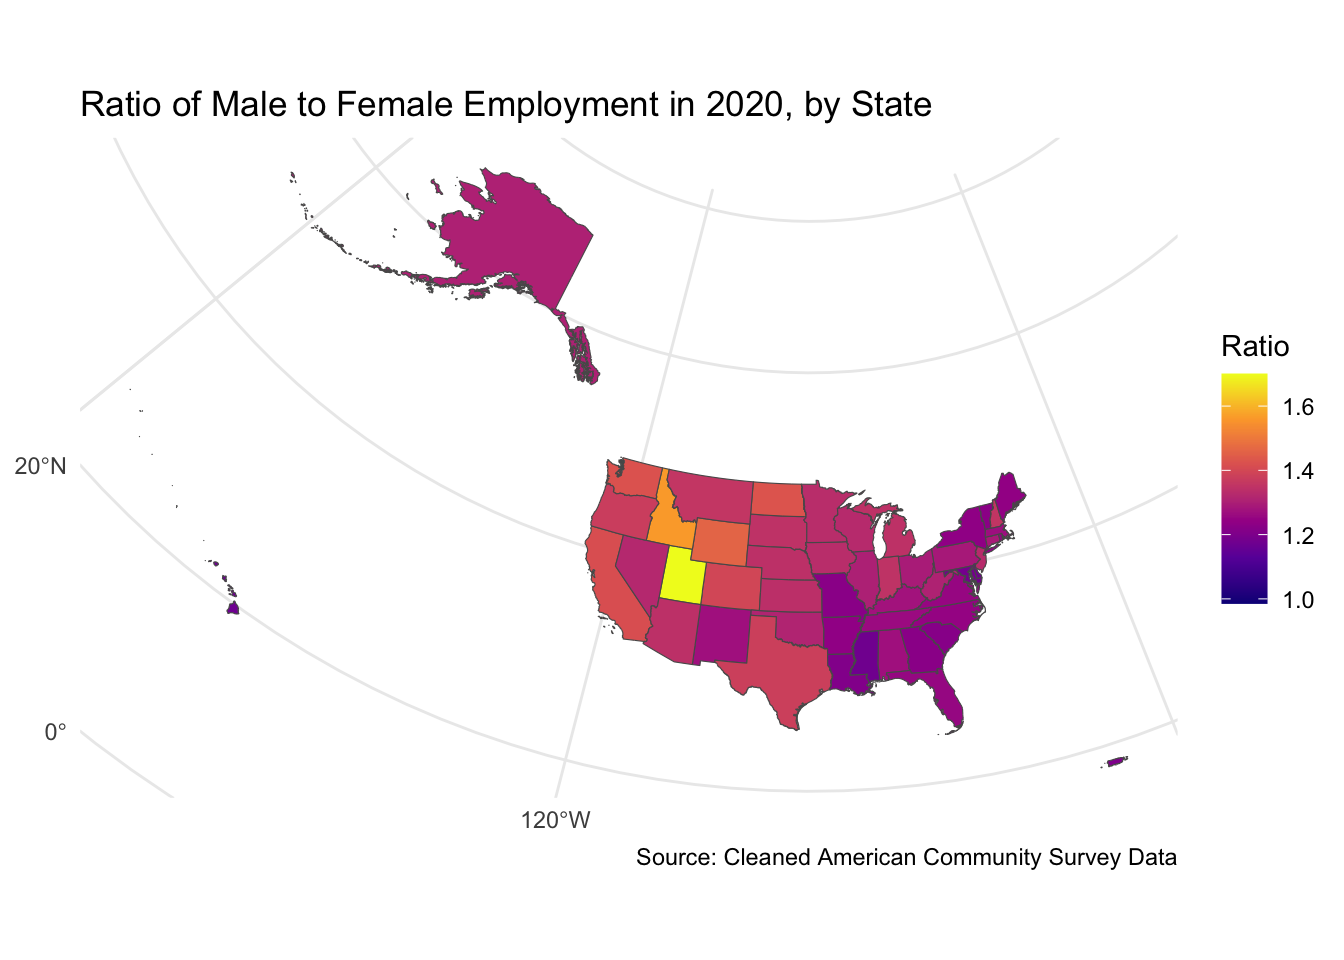 Ratio of Male to Female Employment in 2020, by State
Ratio
1.6
1.4
1.2
1.0
20°N
0°
120°W
Source: Cleaned American Community Survey Data